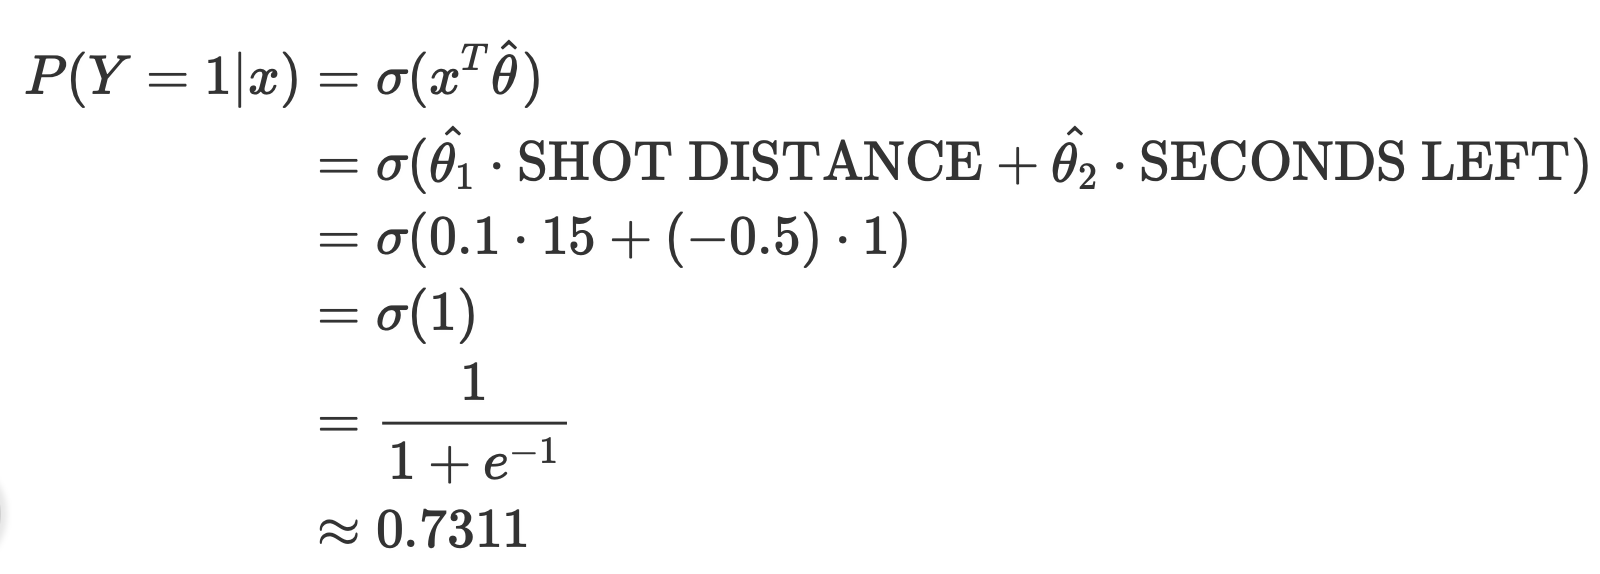 P(Y = 1|x) = σ(x^T θ̂)
= σ(θ̂₁ · SHOT DISTANCE + θ̂₂ · SECONDS LEFT)
= σ(0.1 · 15 + (−0.5) · 1)
= σ(1)
= \frac{1}{1 + e^{-1}}
≈ 0.7311